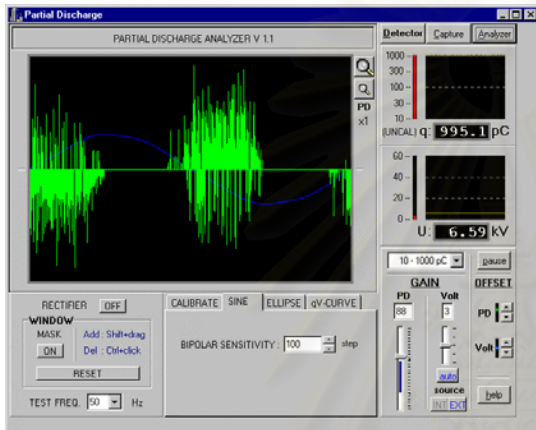 Partial Discharge
PARTIAL DISCHARGE ANALYZER V 1.1
PD
x1
Detector Capture Analyzer
1000
300
100
30
10
(UNCAL) q: 995.1 pC
60
40
20
0
U: 6.59 kV
10 - 1000 pC pause
GAIN OFFSET
PD Volt
88 3
PD
Volt
auto
source
INT EXT
help
RECTIFIER OFF
WINDOW
MASK Add : Shift+drag
ON Del : Ctrl+click
RESET
TEST FREQ. 50 Hz
CALIBRATE SINE ELLIPSE qV-CURVE
BIPOLAR SENSITIVITY : 100 step